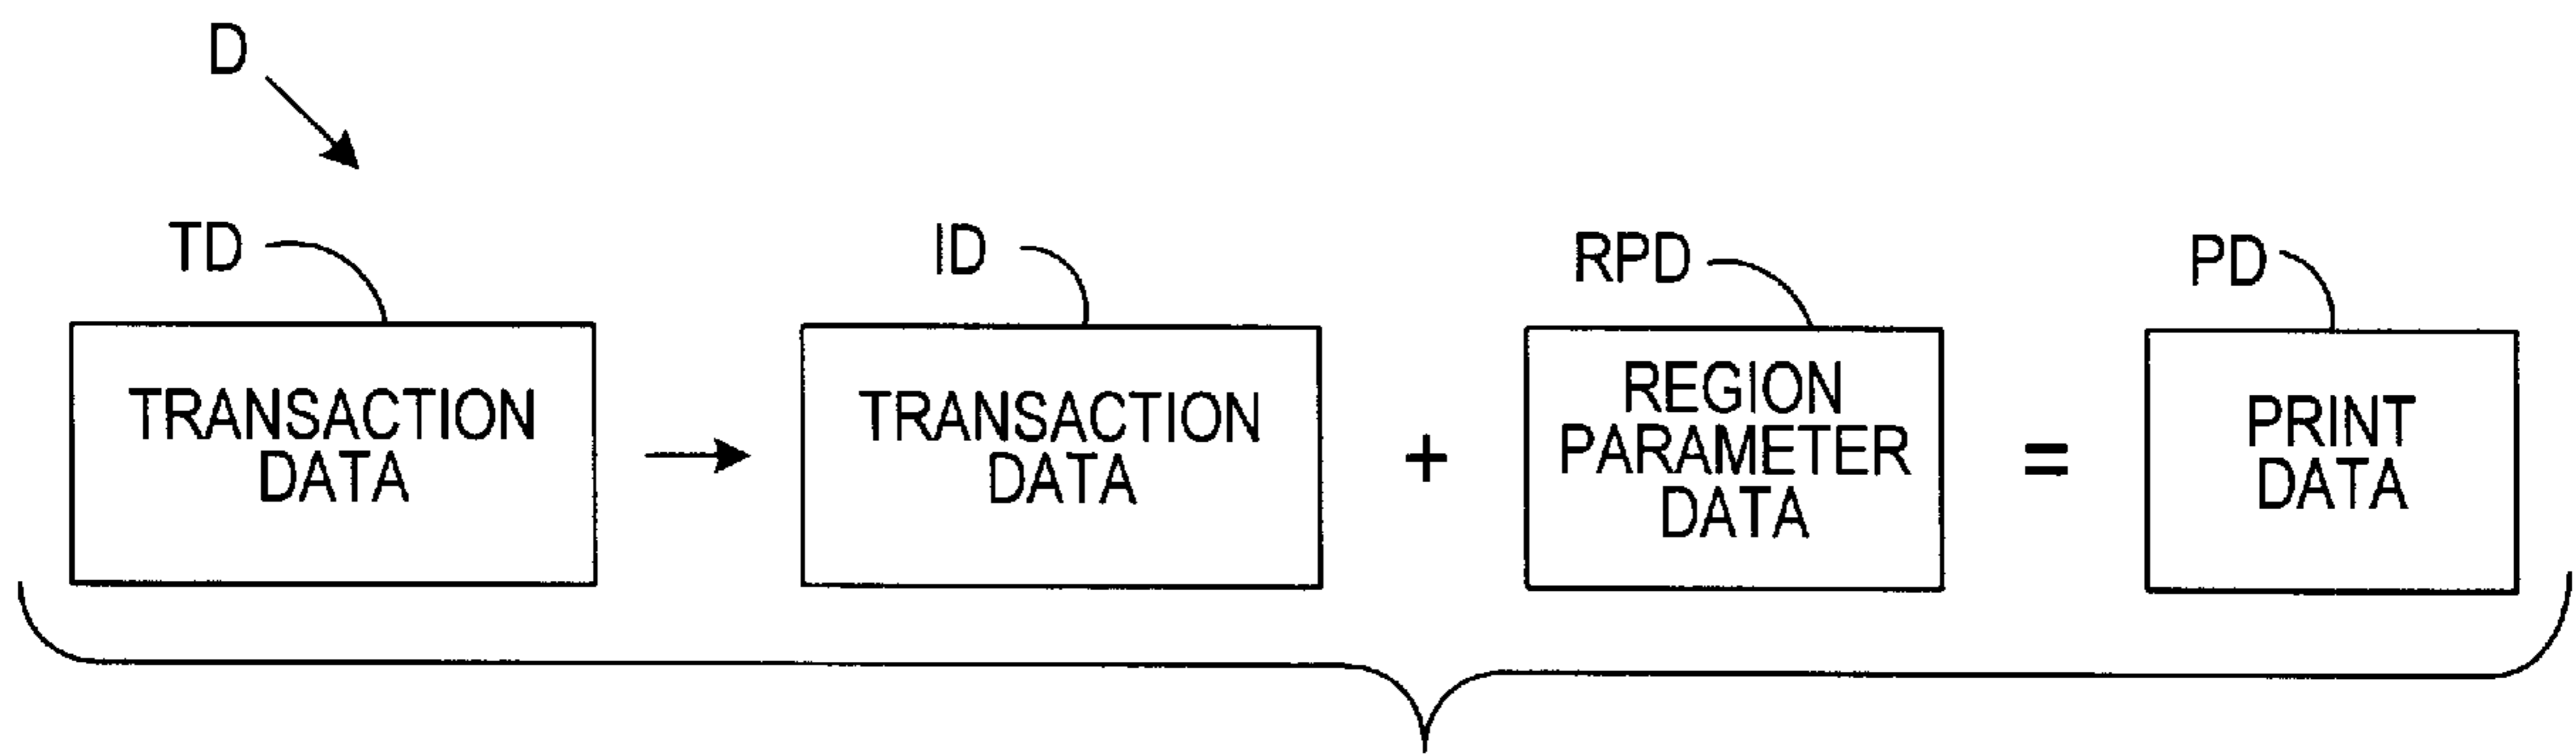 D
TD
ID
RPD
PD
TRANSACTION
DATA
→
TRANSACTION
DATA
+
REGION
PARAMETER
DATA
=
PRINT
DATA